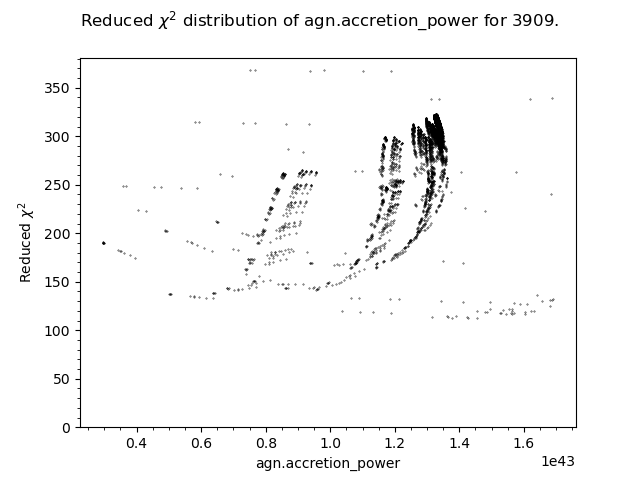 Reduced χ² distribution of agn.accretion_power for 3909.
350
300
250
200
150
100
50
0
Reduced χ²
0.4 0.6 0.8 1.0 1.2 1.4 1.6
1e43
agn.accretion_power